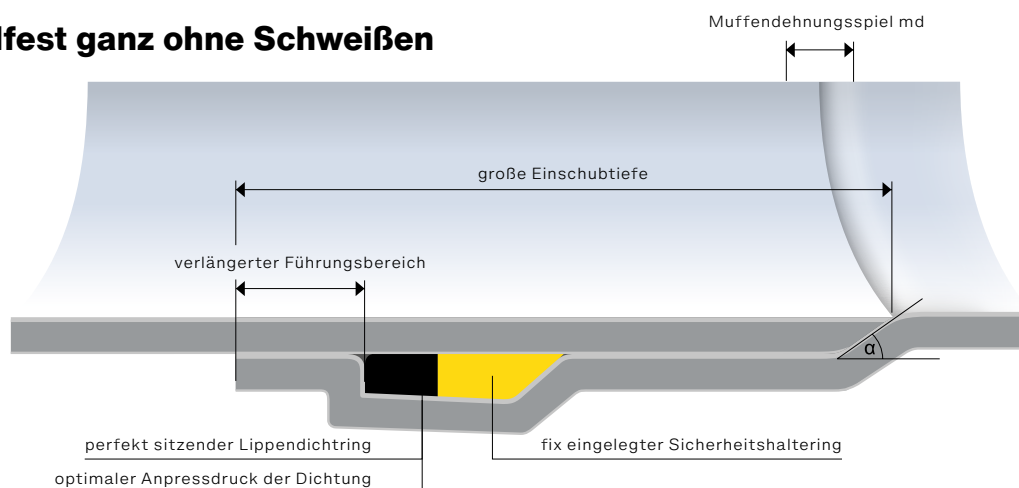 ganz ohne Schweißen
Muffendehnungsspiel md
große Einschubtiefe
verlängerter Führungsbereich
α
perfekt sitzender Lippendichtring
fix eingelegter Sicherheitshaltering
optimaler Anpressdruck der Dichtung